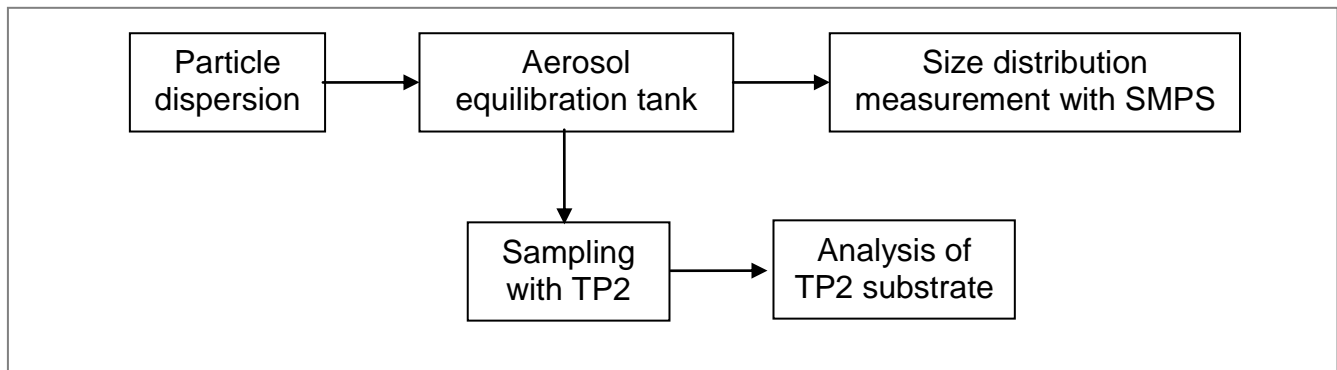 Particle
dispersion
Aerosol
equilibration tank
Size distribution
measurement with SMPS
Sampling
with TP2
Analysis of
TP2 substrate